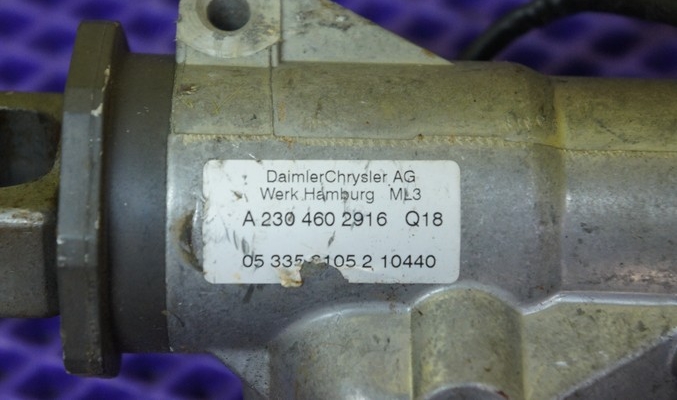 DaimlerChrysler AG
Werk Hamburg ML3
A 230 460 2916 Q18
05 335 2 10440